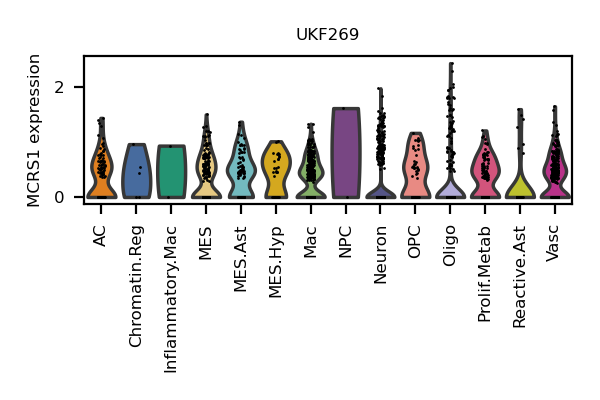 UKF269
MCRS1 expression
2
0
AC
Chromatin.Reg
Inflammatory.Mac
MES
MES.Ast
MES.Hyp
Mac
NPC
Neuron
OPC
Oligo
Prolif.Metab
Reactive.Ast
Vasc